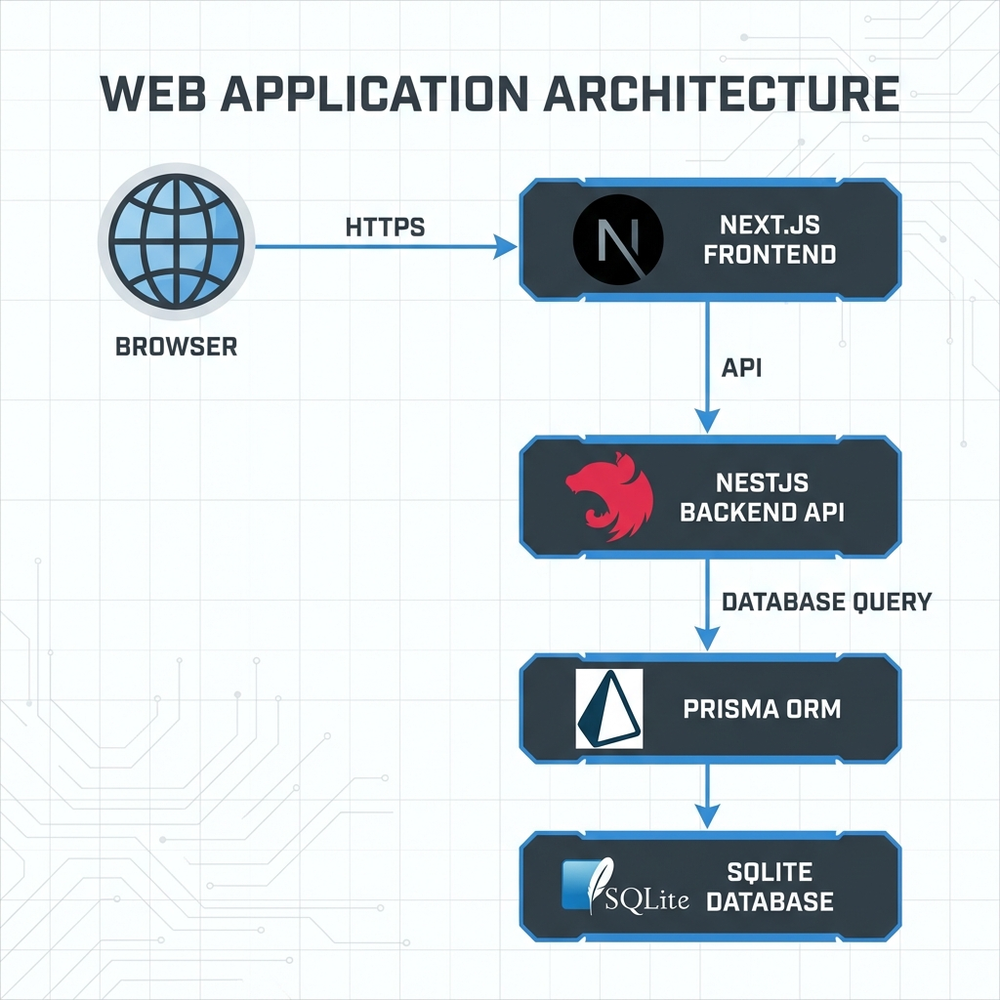 WEB APPLICATION ARCHITECTURE
HTTPS
BROWSER
N
NEXT.JS
FRONTEND
API
NESTJS
BACKEND API
DATABASE QUERY
PRISMA ORM
SQLite
SQLITE
DATABASE